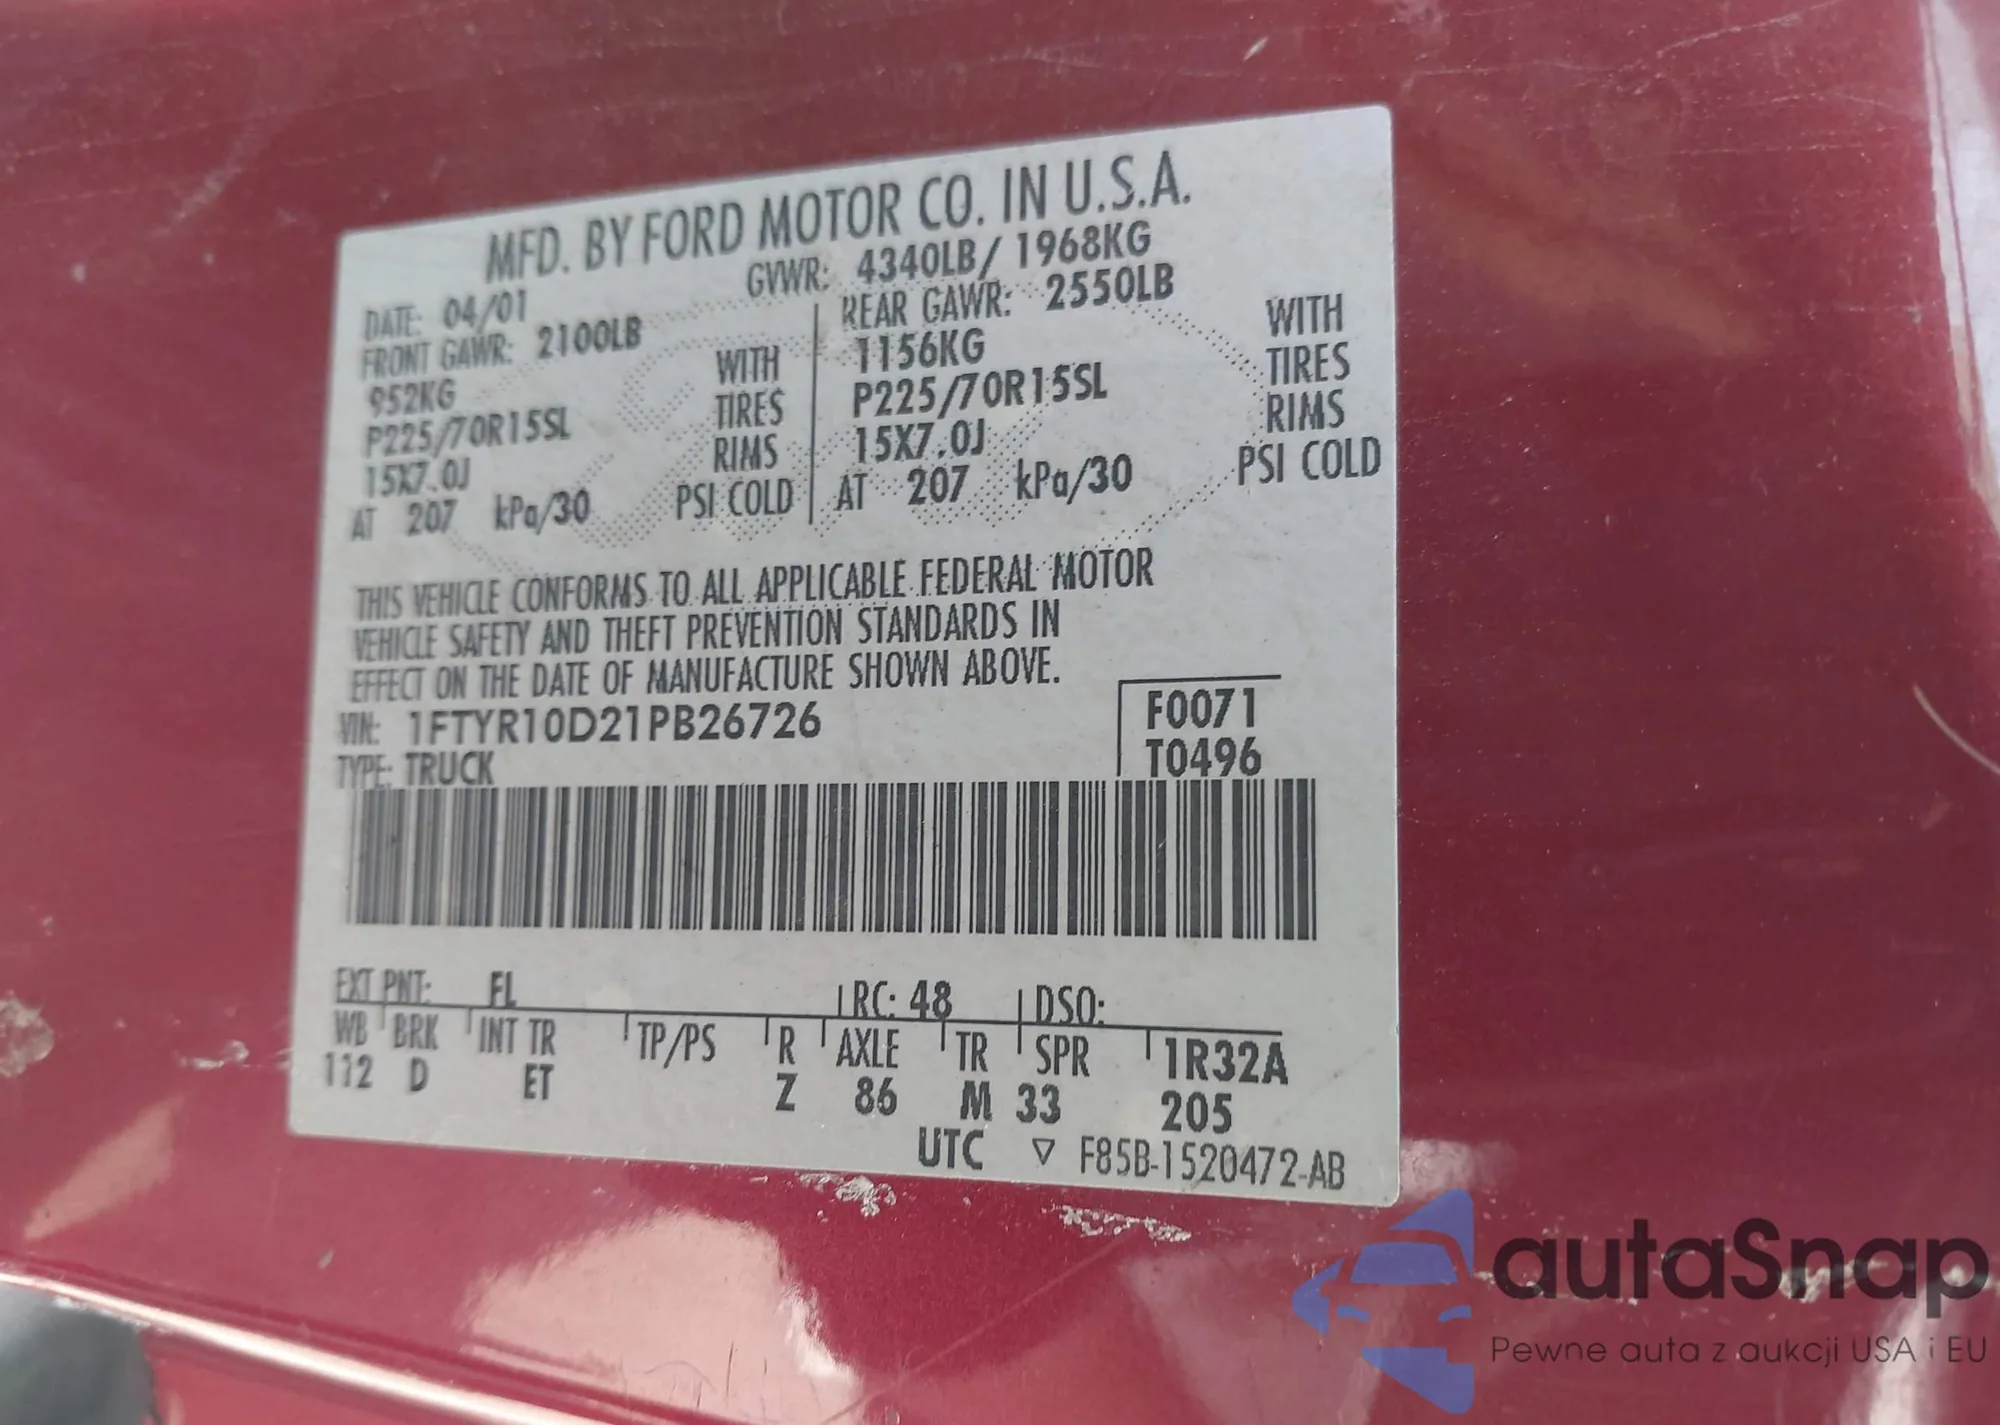 MFD. BY FORD MOTOR CO. IN U.S.A.
DATE: 04/01 GVWR: 4340LB/ 1968KG
FRONT GAWR: 2100LB REAR GAWR: 2550LB
952KG WITH 1156KG WITH
P225/70R15SL TIRES P225/70R15SL TIRES
15X7.0J RIMS 15X7.0J RIMS
AT 207 kPa/30 PSI COLD AT 207 kPa/30 PSI COLD
THIS VEHICLE CONFORMS TO ALL APPLICABLE FEDERAL MOTOR
VEHICLE SAFETY AND THEFT PREVENTION STANDARDS IN
EFFECT ON THE DATE OF MANUFACTURE SHOWN ABOVE.
VIN: 1FTYR10D21PB26726 F0071
TYPE: TRUCK T0496
EXT PNT: FL RC: 48 DSO:
WB BRK INT TR TP/PS R AXLE TR SPR 1R32A
112 D ET Z 86 M 33 205
UTC ▽ F85B-1520472-AB
autaSnap
Pewne auta z aukcji USA i EU